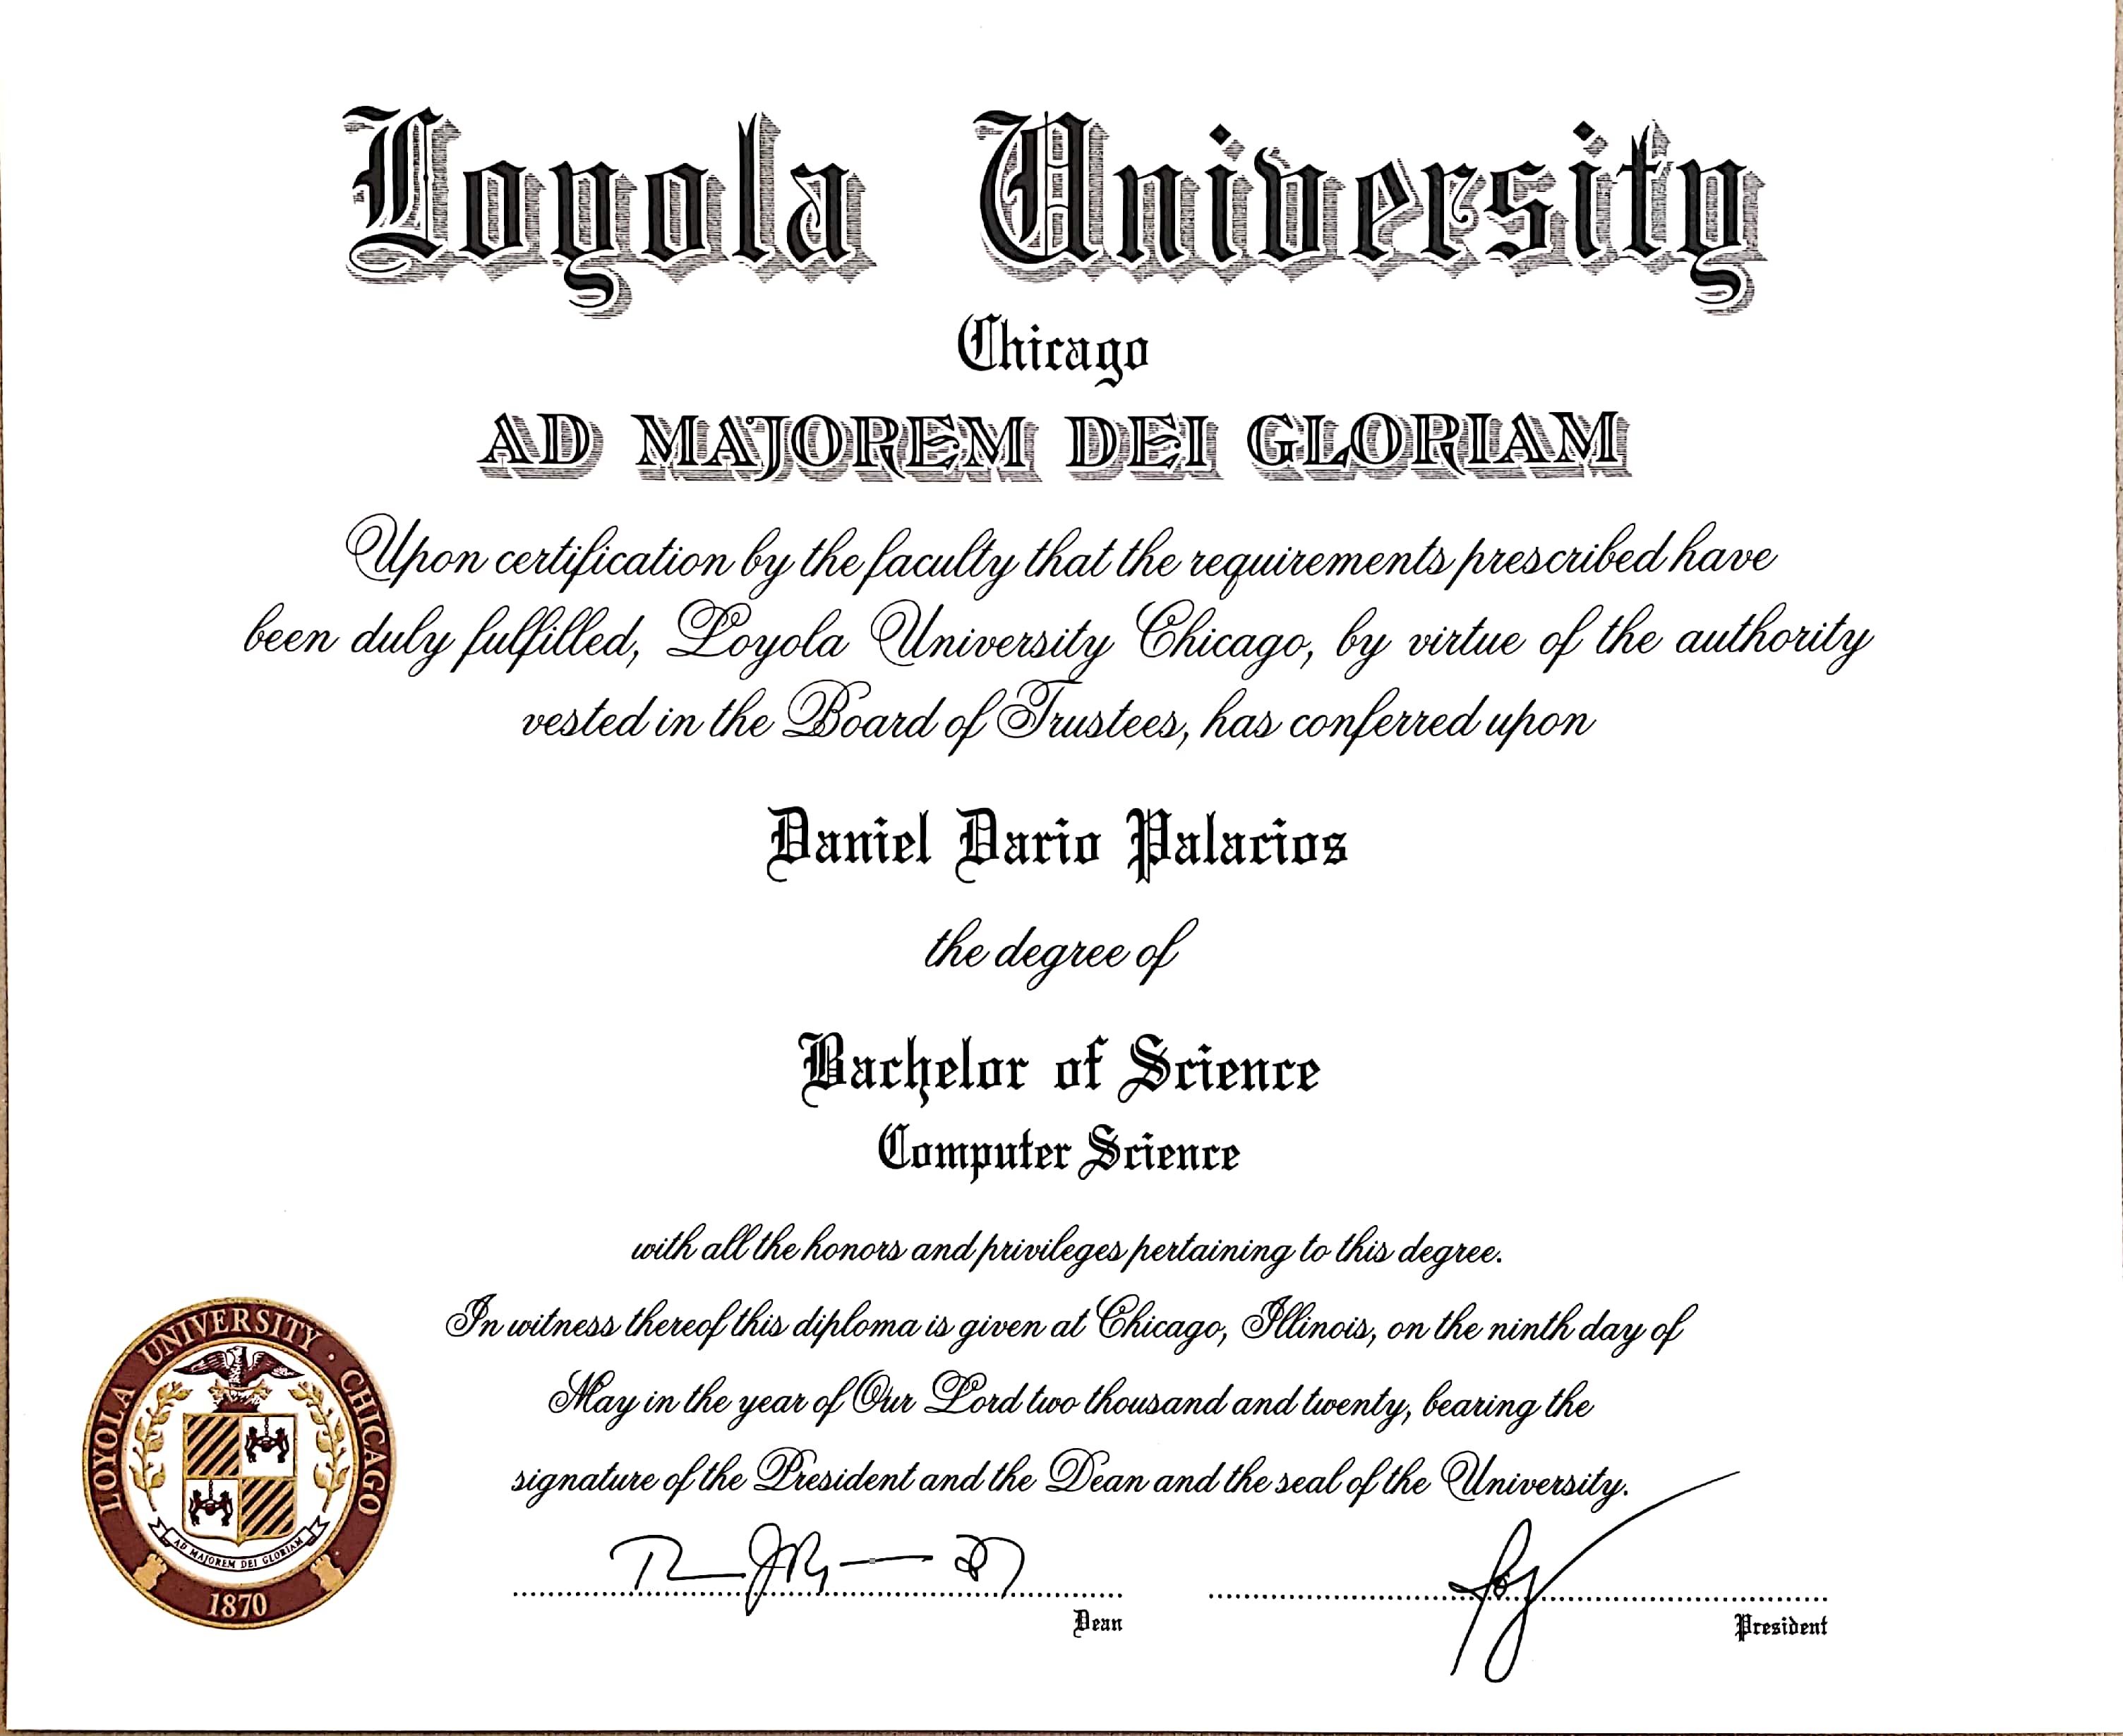 Loyola University
Chicago
AD MAJOREM DEI GLORIAM
Upon certification by the faculty that the requirements prescribed have
been duly fulfilled, Loyola University Chicago, by virtue of the authority
vested in the Board of Trustees, has conferred upon
Daniel Dario Palacios
the degree of
Bachelor of Science
Computer Science
with all the honors and privileges pertaining to this degree.
In witness thereof this diploma is given at Chicago, Illinois, on the ninth day of
May in the year of Our Lord two thousand and twenty, bearing the
signature of the President and the Dean and the seal of the University.
LOYOLA UNIVERSITY · CHICAGO
AD MAJOREM DEI GLORIAM
1870
Dean
President